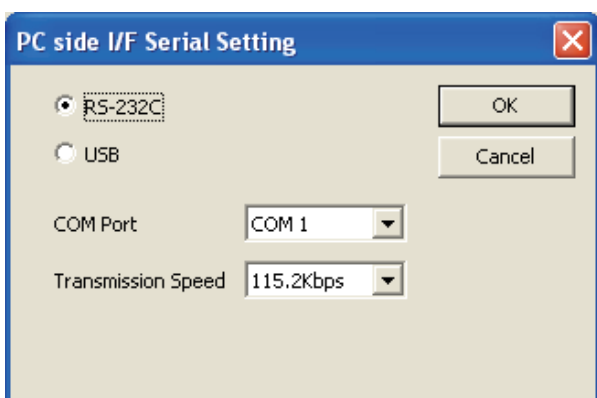 PC side I/F Serial Setting
RS-232C
OK
USB
Cancel
COM Port
COM 1
Transmission Speed
115.2Kbps